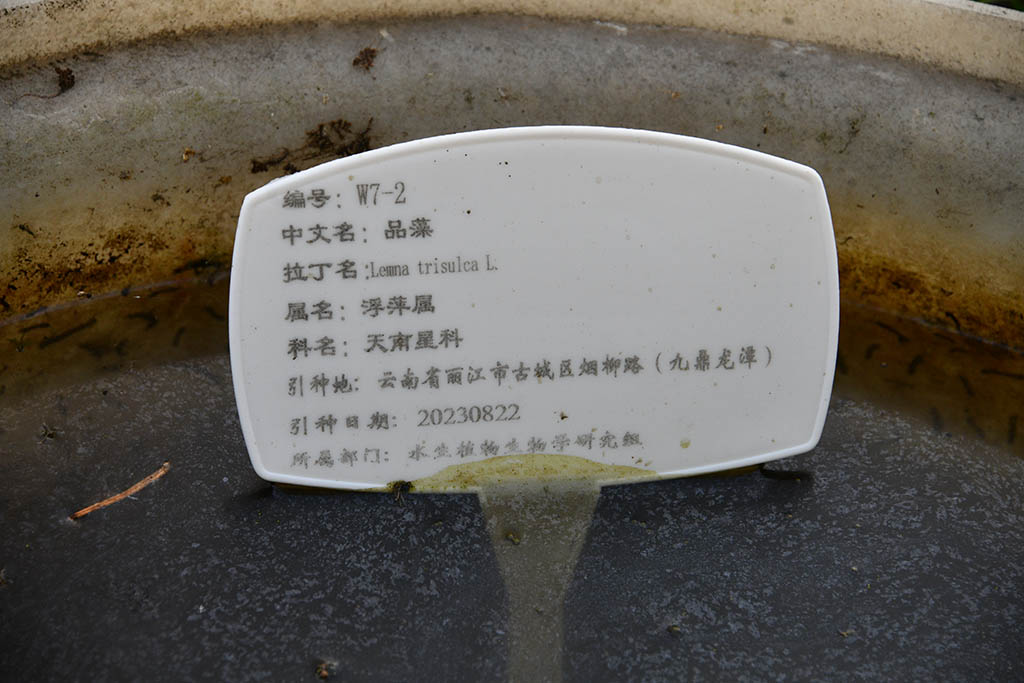 编号：W7-2
中文名：品藻
拉丁名：Lemna trisulca L.
属名：浮萍属
科名：天南星科
引种地：云南省丽江市古城区烟柳路（九鼎龙潭）
引种日期：20230822
所属部门：水生植物生物学研究组